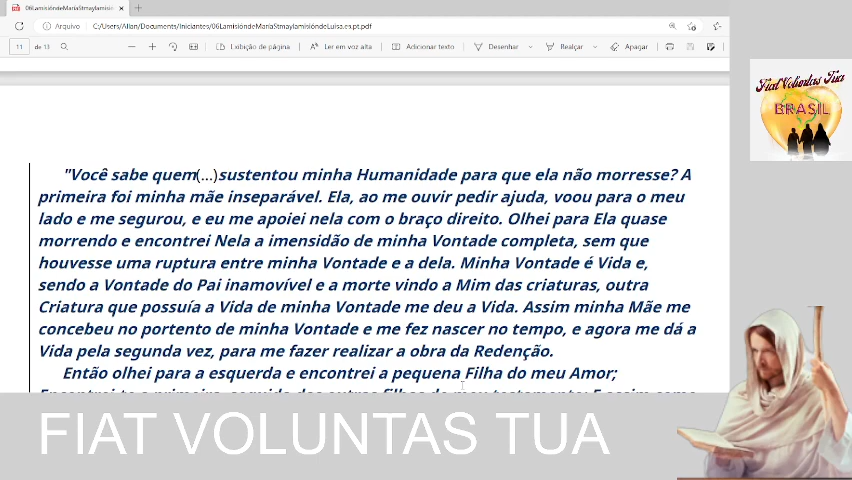 06LamisióndeMaríaStmaylamisió
Arquivo
C:/Users/Allan/Documents/Iniciantes/06LamisióndeMaríaStmaylamisióndeLuisa.es.pt.pdf
11 de 13
Exibição de página
Ler em voz alta
Adicionar texto
Desenhar
Realçar
Apagar
Fiat Voluntas Tua
BRASIL
"Você sabe quem(...)sustentou minha Humanidade para que ela não morresse? A
primeira foi minha mãe inseparável. Ela, ao me ouvir pedir ajuda, voou para o meu
lado e me segurou, e eu me apoiei nela com o braço direito. Olhei para Ela quase
morrendo e encontrei Nela a imensidão de minha Vontade completa, sem que
houvesse uma ruptura entre minha Vontade e a dela. Minha Vontade é Vida e,
sendo a Vontade do Pai inamovível e a morte vindo a Mim das criaturas, outra
Criatura que possuía a Vida de minha Vontade me deu a Vida. Assim minha Mãe me
concebeu no portento de minha Vontade e me fez nascer no tempo, e agora me dá a
Vida pela segunda vez, para me fazer realizar a obra da Redenção.
Então olhei para a esquerda e encontrei a pequena Filha do meu Amor;
FIAT VOLUNTAS TUA